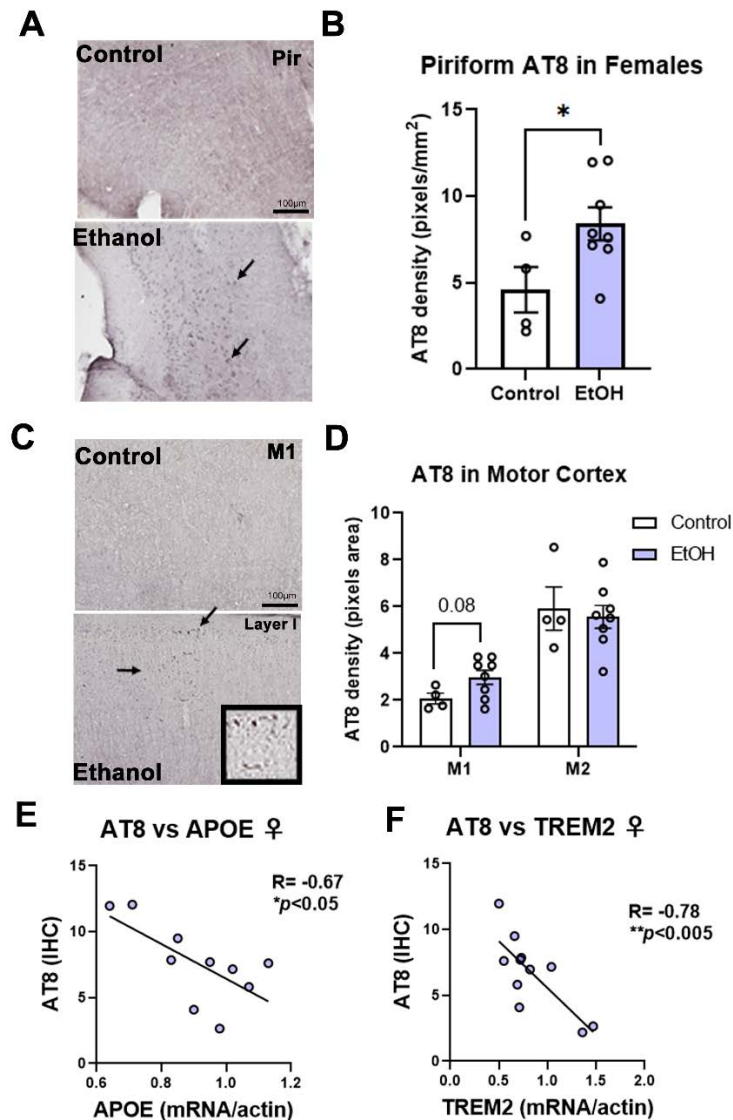 A
Control
Pir
100µm
Ethanol
B
Piriform AT8 in Females
AT8 density (pixels/mm²)
15
10
5
0
*
Control
EtOH
C
Control
M1
100µm
Layer I
Ethanol
D
AT8 in Motor Cortex
AT8 density (pixels area)
10
8
6
4
2
0
0.08
M1
M2
Control
EtOH
E
AT8 vs APOE ♀
AT8 (IHC)
15
10
5
0
R= -0.67
*p<0.05
0.6
0.8
1.0
1.2
APOE (mRNA/actin)
F
AT8 vs TREM2 ♀
AT8 (IHC)
15
10
5
0
R= -0.78
**p<0.005
0.0
0.5
1.0
1.5
2.0
TREM2 (mRNA/actin)